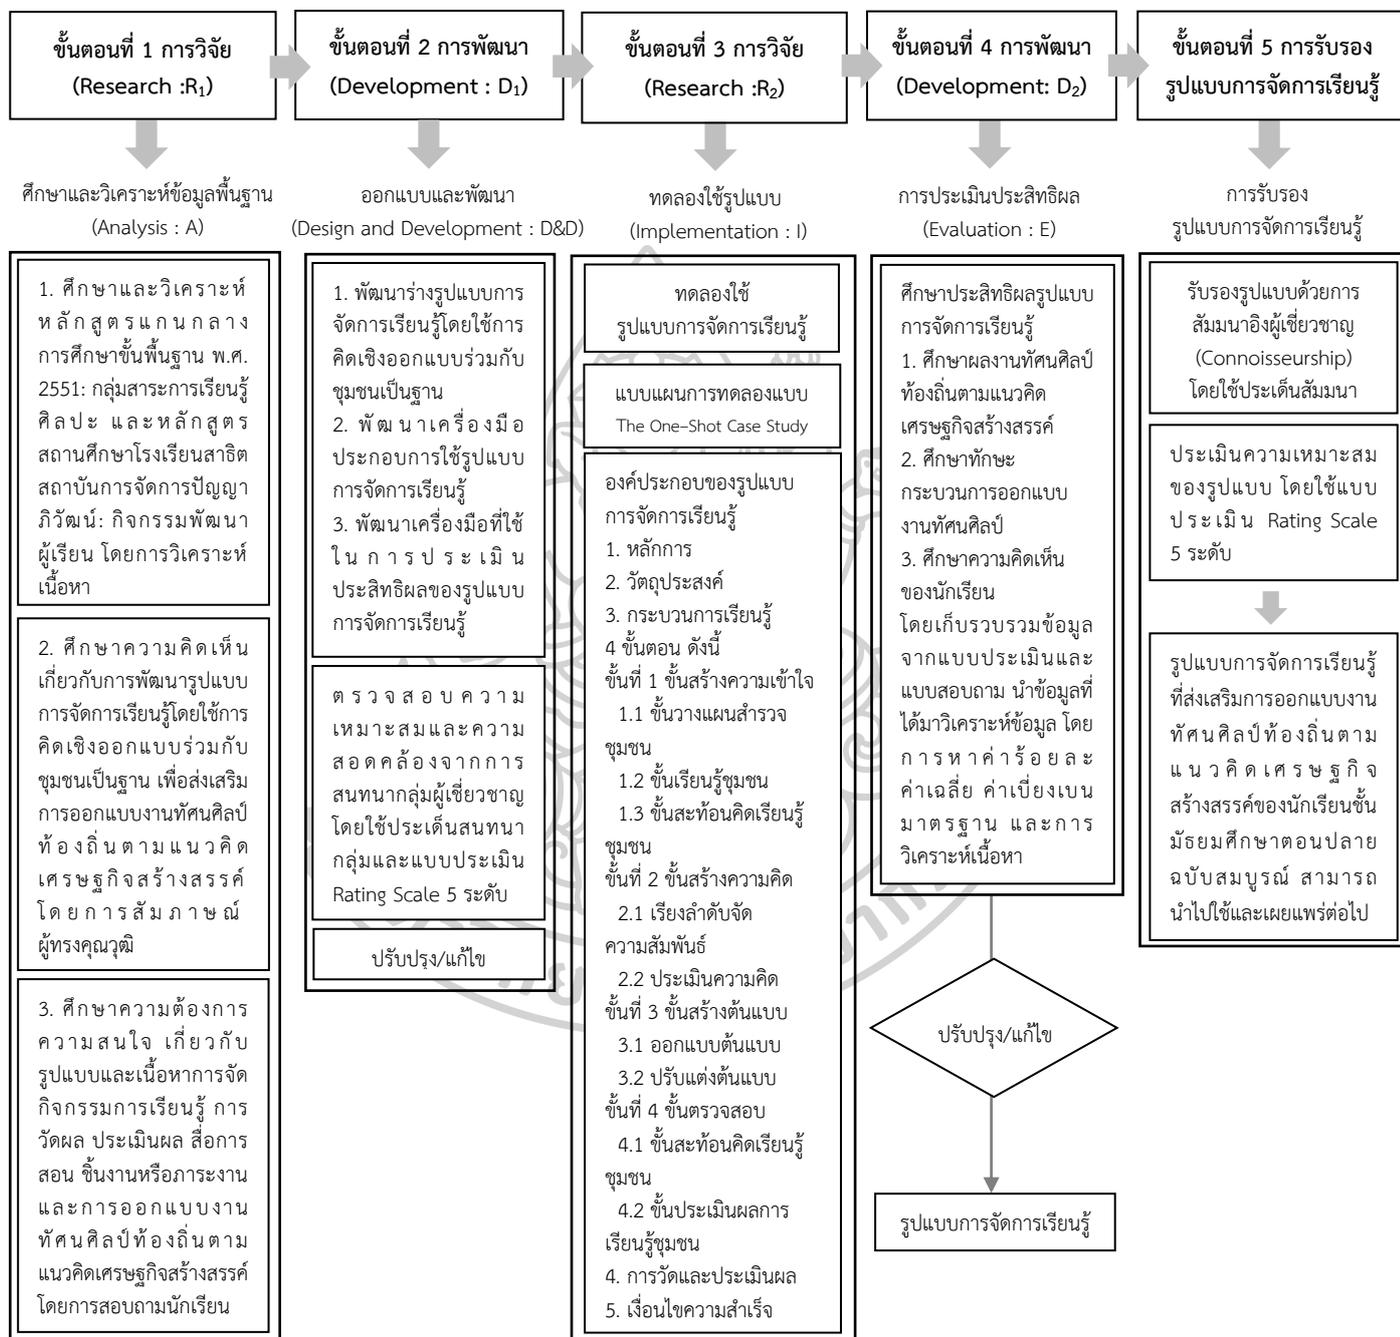 ขั้นตอนที่ 1 การวิจัย
(Research :R₁)
ขั้นตอนที่ 2 การพัฒนา
(Development : D₁)
ขั้นตอนที่ 3 การวิจัย
(Research :R₂)
ขั้นตอนที่ 4 การพัฒนา
(Development: D₂)
ขั้นตอนที่ 5 การรับรอง
รูปแบบการจัดการเรียนรู้
ศึกษาและวิเคราะห์ข้อมูลพื้นฐาน
(Analysis : A)
1. ศึกษาและวิเคราะห์
หลักสูตรแกนกลาง
การศึกษาขั้นพื้นฐาน พ.ศ.
2551: กลุ่มสาระการเรียนรู้
ศิลปะ และหลักสูตร
สถานศึกษาโรงเรียนสาธิต
สถาบันการจัดการปัญญา
ภิวัฒน์: กิจกรรมพัฒนา
ผู้เรียน โดยการวิเคราะห์
เนื้อหา
2. ศึกษาความคิดเห็น
เกี่ยวกับการพัฒนารูปแบบ
การจัดการเรียนรู้โดยใช้การ
คิดเชิงออกแบบร่วมกับ
ชุมชนเป็นฐาน เพื่อส่งเสริม
การออกแบบงานทัศนศิลป์
ท้องถิ่นตามแนวคิด
เศรษฐกิจสร้างสรรค์
โดยการสัมภาษณ์
ผู้ทรงคุณวุฒิ
3. ศึกษาความต้องการ
ความสนใจ เกี่ยวกับ
รูปแบบและเนื้อหาการจัด
กิจกรรมการเรียนรู้ การ
วัดผล ประเมินผล สื่อการ
สอน ชิ้นงานหรือภาระงาน
และการออกแบบงาน
ทัศนศิลป์ท้องถิ่นตาม
แนวคิดเศรษฐกิจสร้างสรรค์
โดยการสอบถามนักเรียน
ออกแบบและพัฒนา
(Design and Development : D&D)
1. พัฒนาร่างรูปแบบการ
จัดการเรียนรู้โดยใช้การ
คิดเชิงออกแบบร่วมกับ
ชุมชนเป็นฐาน
2. พัฒนาเครื่องมือ
ประกอบการใช้รูปแบบ
การจัดการเรียนรู้
3. พัฒนาเครื่องมือที่ใช้
ในการประเมิน
ประสิทธิผลของรูปแบบ
การจัดการเรียนรู้
ตรวจสอบความ
เหมาะสมและความ
สอดคล้องจากการ
สนทนากลุ่มผู้เชี่ยวชาญ
โดยใช้ประเด็นสนทนา
กลุ่มและแบบประเมิน
Rating Scale 5 ระดับ
ปรับปรุง/แก้ไข
ทดลองใช้รูปแบบ
(Implementation : I)
ทดลองใช้
รูปแบบการจัดการเรียนรู้
แบบแผนการทดลองแบบ
The One–Shot Case Study
องค์ประกอบของรูปแบบ
การจัดการเรียนรู้
1. หลักการ
2. วัตถุประสงค์
3. กระบวนการเรียนรู้
4 ขั้นตอน ดังนี้
ขั้นที่ 1 ขั้นสร้างความเข้าใจ
1.1 ขั้นวางแผนสำรวจ
ชุมชน
1.2 ขั้นเรียนรู้ชุมชน
1.3 ขั้นสะท้อนคิดเรียนรู้
ชุมชน
ขั้นที่ 2 ขั้นสร้างความคิด
2.1 เรียงลำดับจัด
ความสัมพันธ์
2.2 ประเมินความคิด
ขั้นที่ 3 ขั้นสร้างต้นแบบ
3.1 ออกแบบต้นแบบ
3.2 ปรับแต่งต้นแบบ
ขั้นที่ 4 ขั้นตรวจสอบ
4.1 ขั้นสะท้อนคิดเรียนรู้
ชุมชน
4.2 ขั้นประเมินผลการ
เรียนรู้ชุมชน
4. การวัดและประเมินผล
5. เงื่อนไขความสำเร็จ
การประเมินประสิทธิผล
(Evaluation : E)
ศึกษาประสิทธิผลรูปแบบ
การจัดการเรียนรู้
1. ศึกษาผลงานทัศนศิลป์
ท้องถิ่นตามแนวคิด
เศรษฐกิจสร้างสรรค์
2. ศึกษาทักษะ
กระบวนการออกแบบ
งานทัศนศิลป์
3. ศึกษาความคิดเห็น
ของนักเรียน
โดยเก็บรวบรวมข้อมูล
จากแบบประเมินและ
แบบสอบถาม นำข้อมูลที่
ได้มาวิเคราะห์ข้อมูล โดย
การหาค่าร้อยละ
ค่าเฉลี่ย ค่าเบี่ยงเบน
มาตรฐาน และการ
วิเคราะห์เนื้อหา
ปรับปรุง/แก้ไข
รูปแบบการจัดการเรียนรู้
การรับรอง
รูปแบบการจัดการเรียนรู้
รับรองรูปแบบด้วยการ
สัมมนาอิงผู้เชี่ยวชาญ
(Connoisseurship)
โดยใช้ประเด็นสัมมนา
ประเมินความเหมาะสม
ของรูปแบบ โดยใช้แบบ
ประเมิน Rating Scale
5 ระดับ
รูปแบบการจัดการเรียนรู้
ที่ส่งเสริมการออกแบบงาน
ทัศนศิลป์ท้องถิ่นตาม
แนวคิดเศรษฐกิจ
สร้างสรรค์ของนักเรียนชั้น
มัธยมศึกษาตอนปลาย
ฉบับสมบูรณ์ สามารถ
นำไปใช้และเผยแพร่ต่อไป